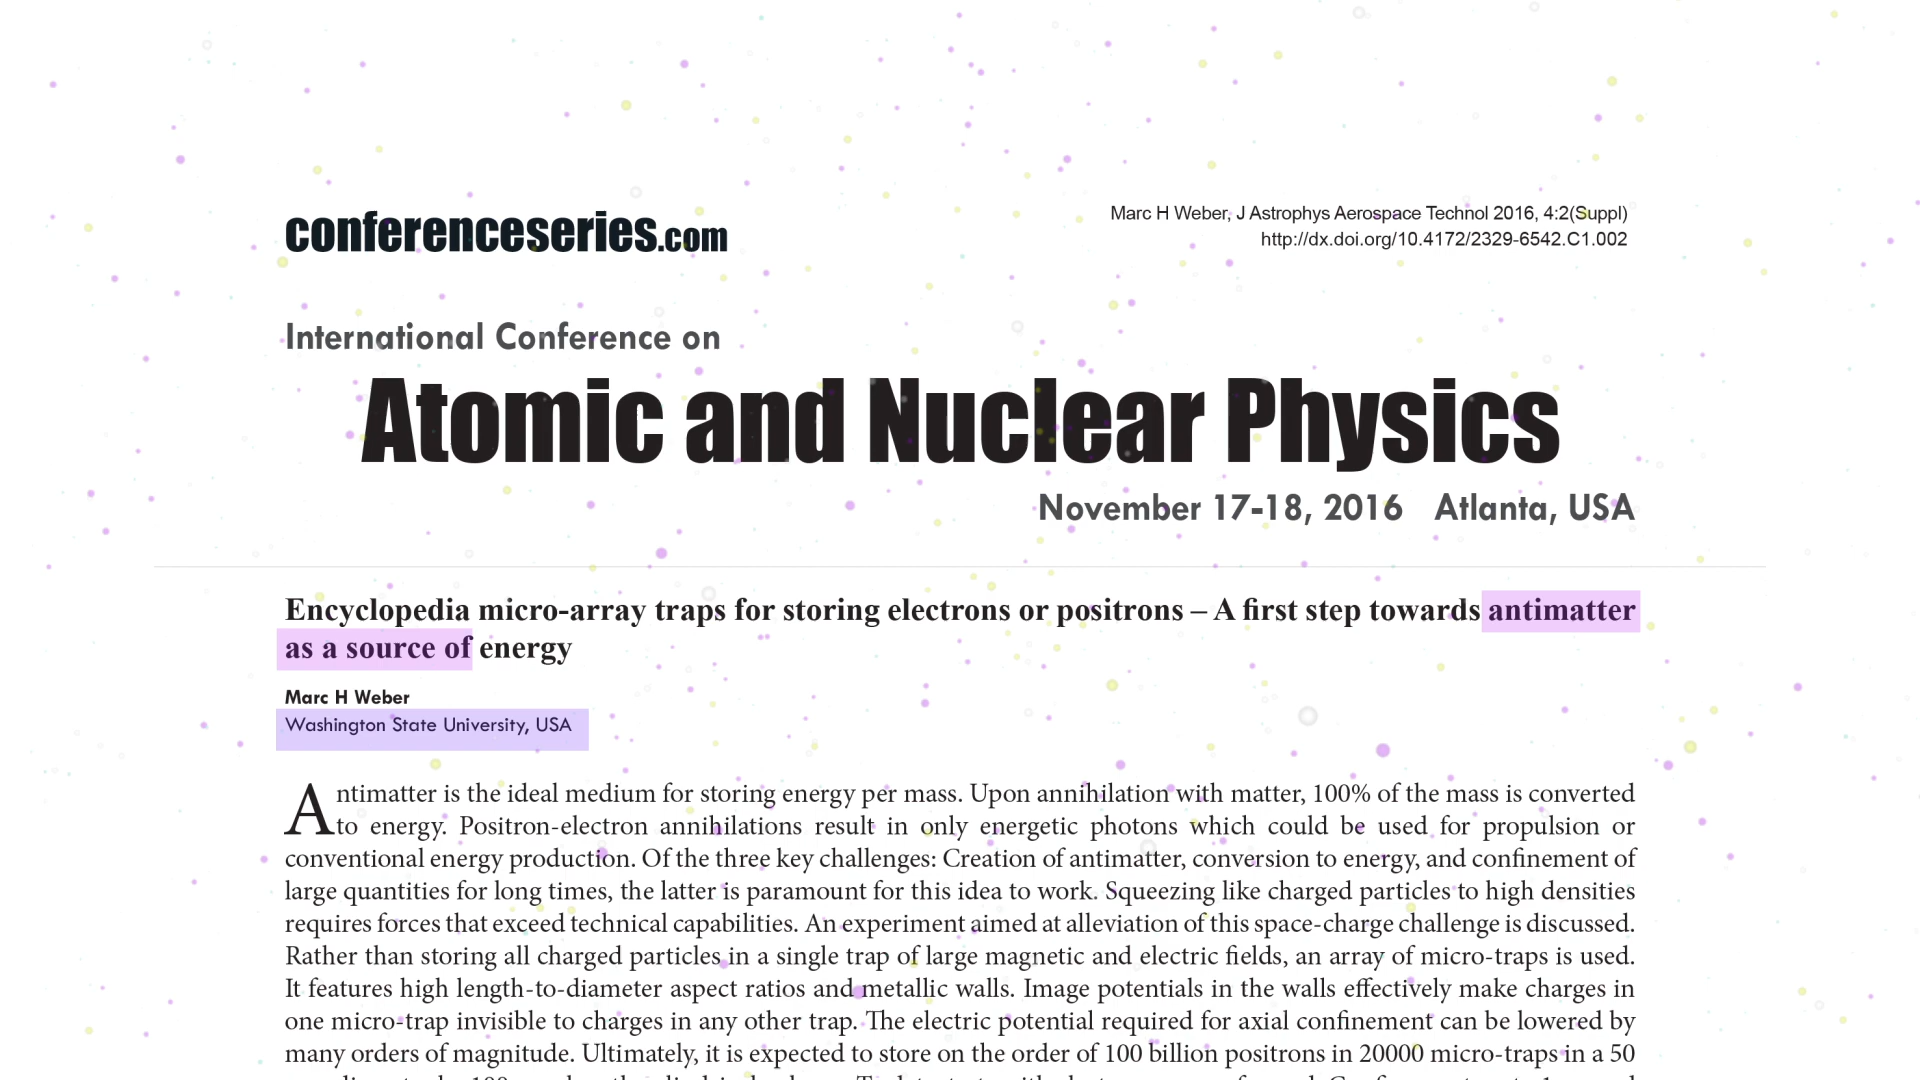 conferenceseries.com
Marc H Weber, J Astrophys Aerospace Technol 2016, 4:2(Suppl)
http://dx.doi.org/10.4172/2329-6542.C1.002
International Conference on
Atomic and Nuclear Physics
November 17-18, 2016 Atlanta, USA
Encyclopedia micro-array traps for storing electrons or positrons – A first step towards antimatter
as a source of energy
Marc H Weber
Washington State University, USA
Antimatter is the ideal medium for storing energy per mass. Upon annihilation with matter, 100% of the mass is converted
to energy. Positron-electron annihilations result in only energetic photons which could be used for propulsion or
conventional energy production. Of the three key challenges: Creation of antimatter, conversion to energy, and confinement of
large quantities for long times, the latter is paramount for this idea to work. Squeezing like charged particles to high densities
requires forces that exceed technical capabilities. An experiment aimed at alleviation of this space-charge challenge is discussed.
Rather than storing all charged particles in a single trap of large magnetic and electric fields, an array of micro-traps is used.
It features high length-to-diameter aspect ratios and metallic walls. Image potentials in the walls effectively make charges in
one micro-trap invisible to charges in any other trap. The electric potential required for axial confinement can be lowered by
many orders of magnitude. Ultimately, it is expected to store on the order of 100 billion positrons in 20000 micro-traps in a 50